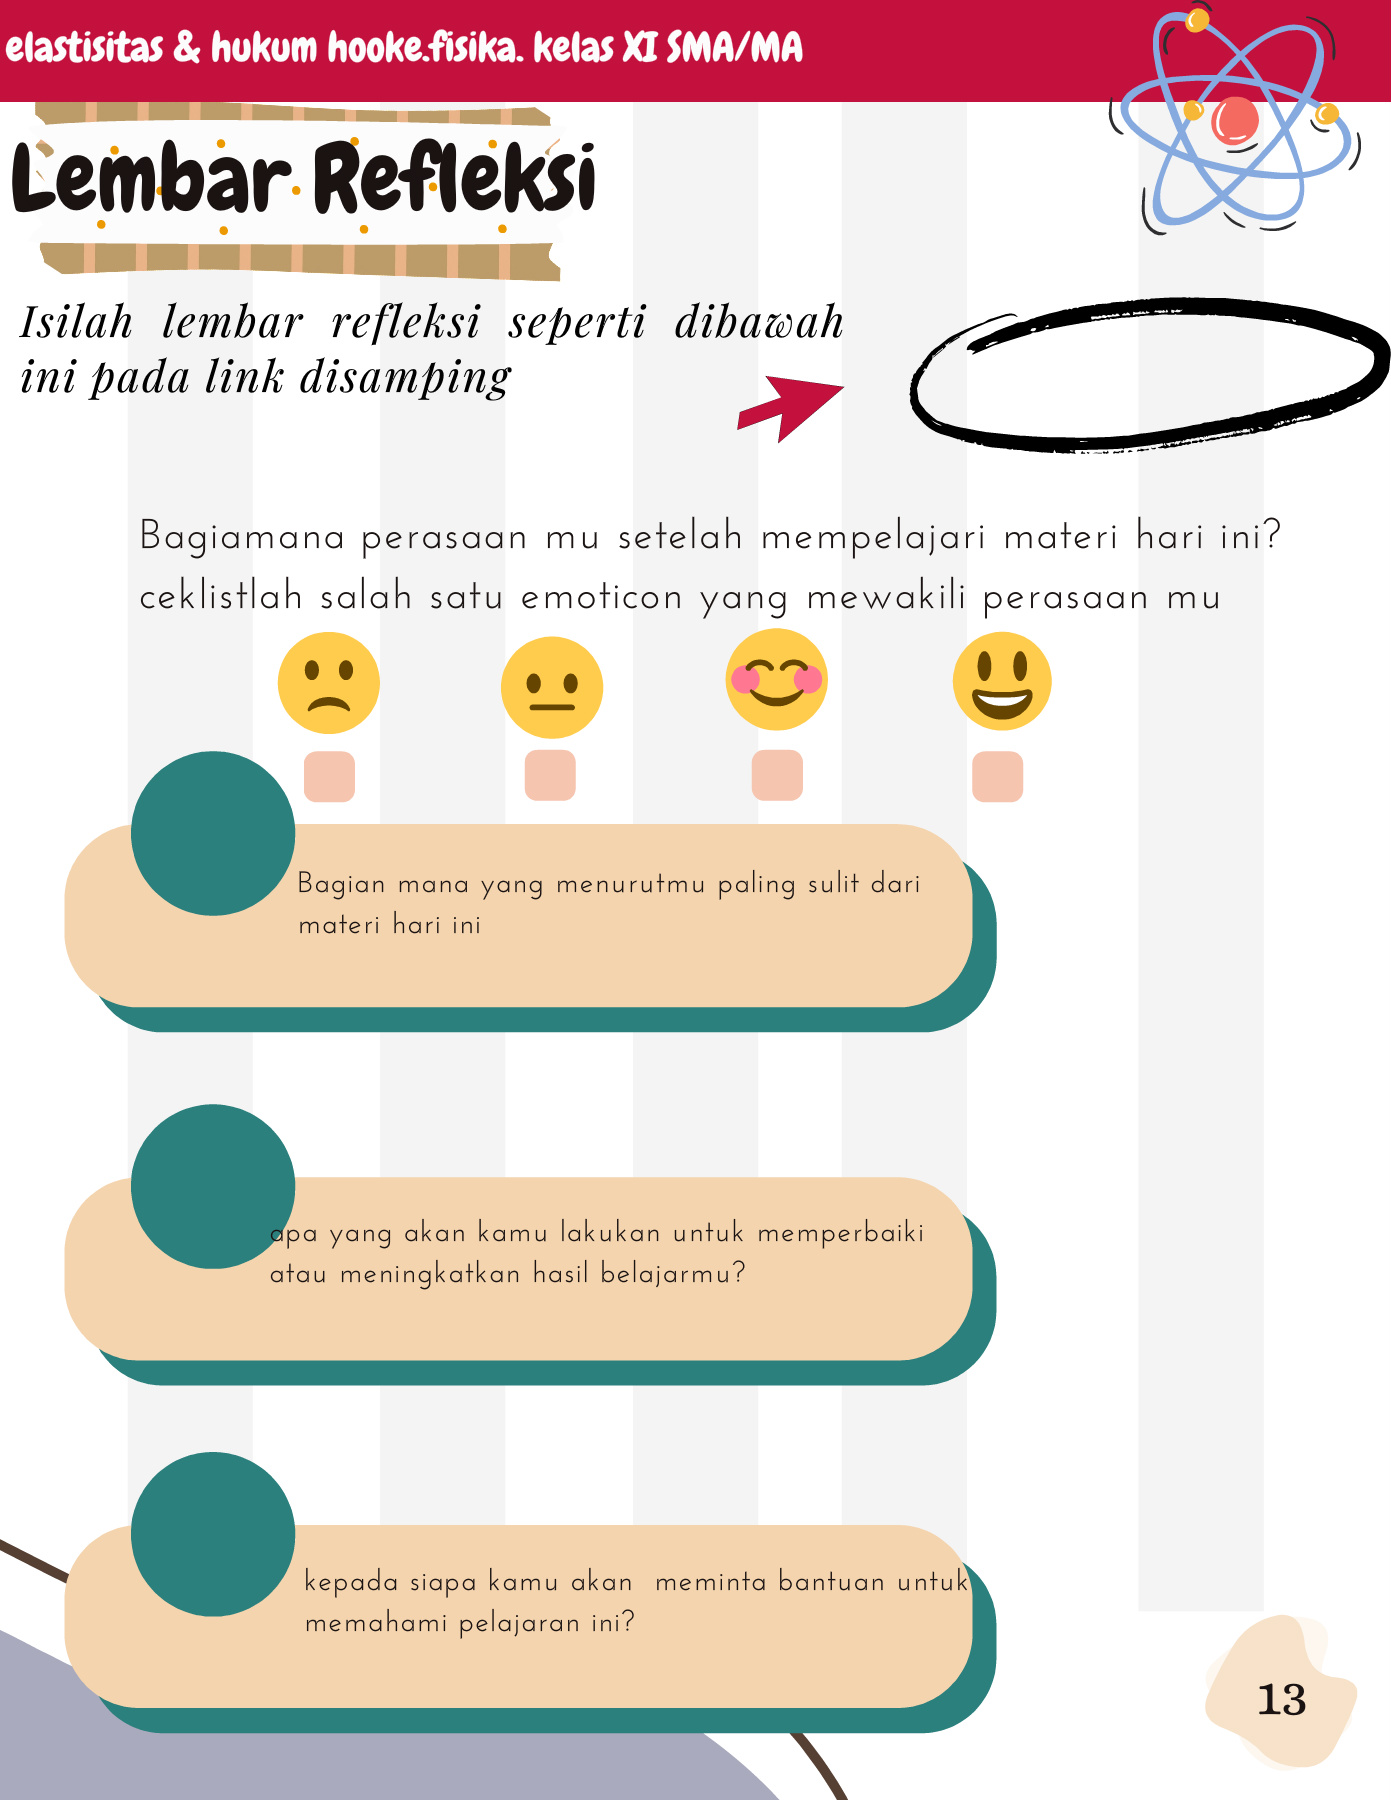 elastisitas & hukum hooke.fisika. kelas XI SMA/MA
Lembar Refleksi
Isilah lembar refleksi seperti dibawah
ini pada link disamping
Bagiamana perasaan mu setelah mempelajari materi hari ini?
ceklistlah salah satu emoticon yang mewakili perasaan mu
Bagian mana yang menurutmu paling sulit dari
materi hari ini
apa yang akan kamu lakukan untuk memperbaiki
atau meningkatkan hasil belajarmu?
kepada siapa kamu akan meminta bantuan untuk
memahami pelajaran ini?
13